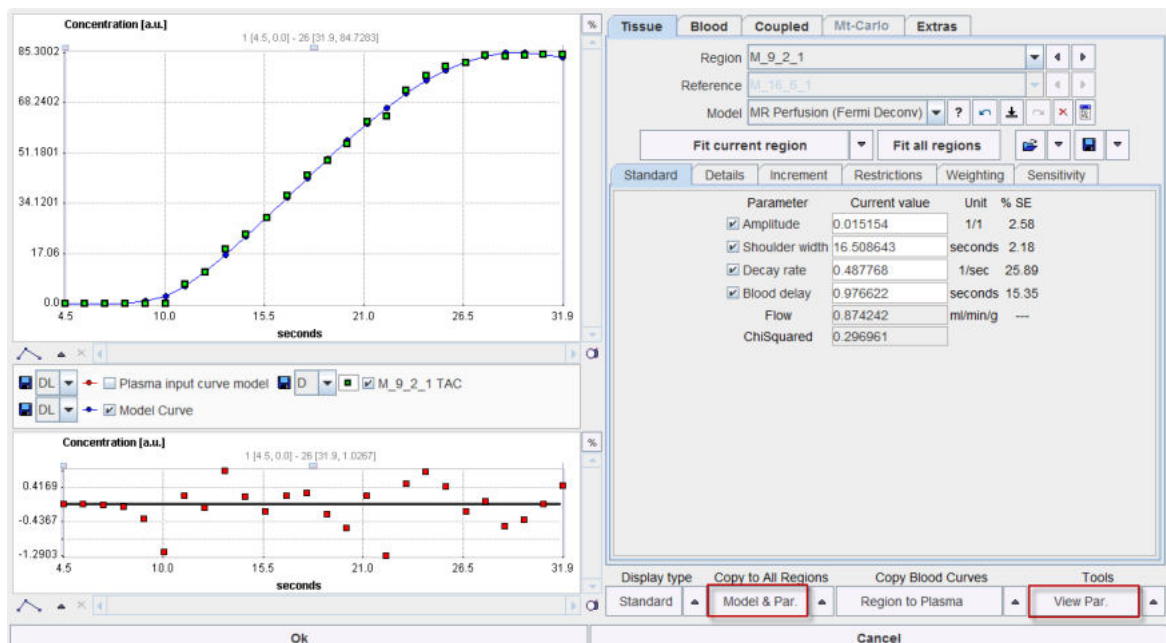 Concentration [a.u.]
%
1 [4.5, 0.0] - 26 [31.9, 84.7283]
85.3002
68.2402
51.1801
34.1201
17.06
0.0
4.5 10.0 15.5 21.0 26.5 31.9
seconds
DL Plasma input curve model D M_9_2_1 TAC
DL Model Curve
Concentration [a.u.]
%
1 [4.5, 0.0] - 26 [31.9, 1.0267]
0.4169
-0.4367
-1.2903
4.5 10.0 15.5 21.0 26.5 31.9
seconds
Tissue Blood Coupled Mt-Carlo Extras
Region M_9_2_1
Reference M_16_6_1
Model MR Perfusion (Fermi Deconv) ?
Fit current region Fit all regions
Standard Details Increment Restrictions Weighting Sensitivity
Parameter Current value Unit % SE
Amplitude 0.015154 1/1 2.58
Shoulder width 16.508643 seconds 2.18
Decay rate 0.487768 1/sec 25.89
Blood delay 0.976622 seconds 15.35
Flow 0.874242 ml/min/g ---
ChiSquared 0.296961
Display type Copy to All Regions Copy Blood Curves Tools
Standard Model & Par. Region to Plasma View Par.
Ok Cancel